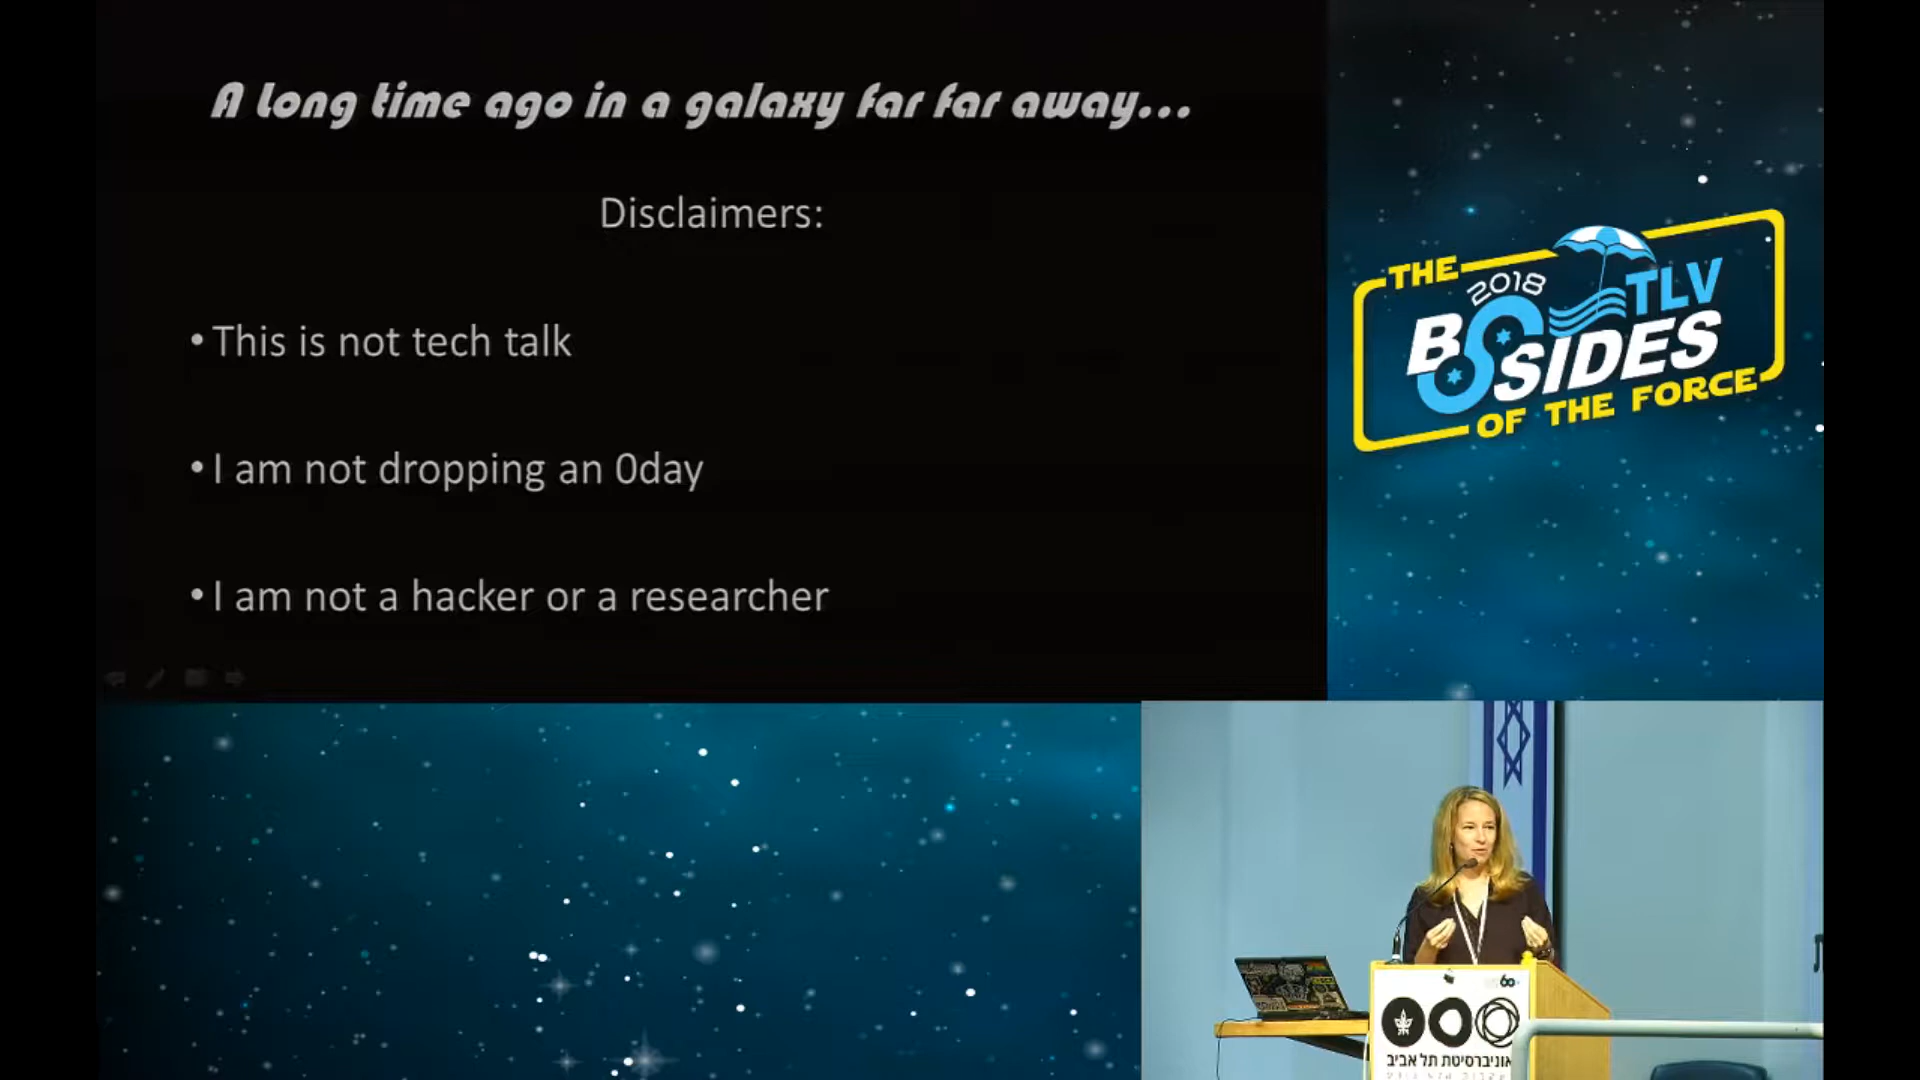 A long time ago in a galaxy far far away...
Disclaimers:
• This is not tech talk
• I am not dropping an 0day
• I am not a hacker or a researcher
THE
2018
TLV
BSIDES
OF THE FORCE
60
אוניברסיטת תל אביב